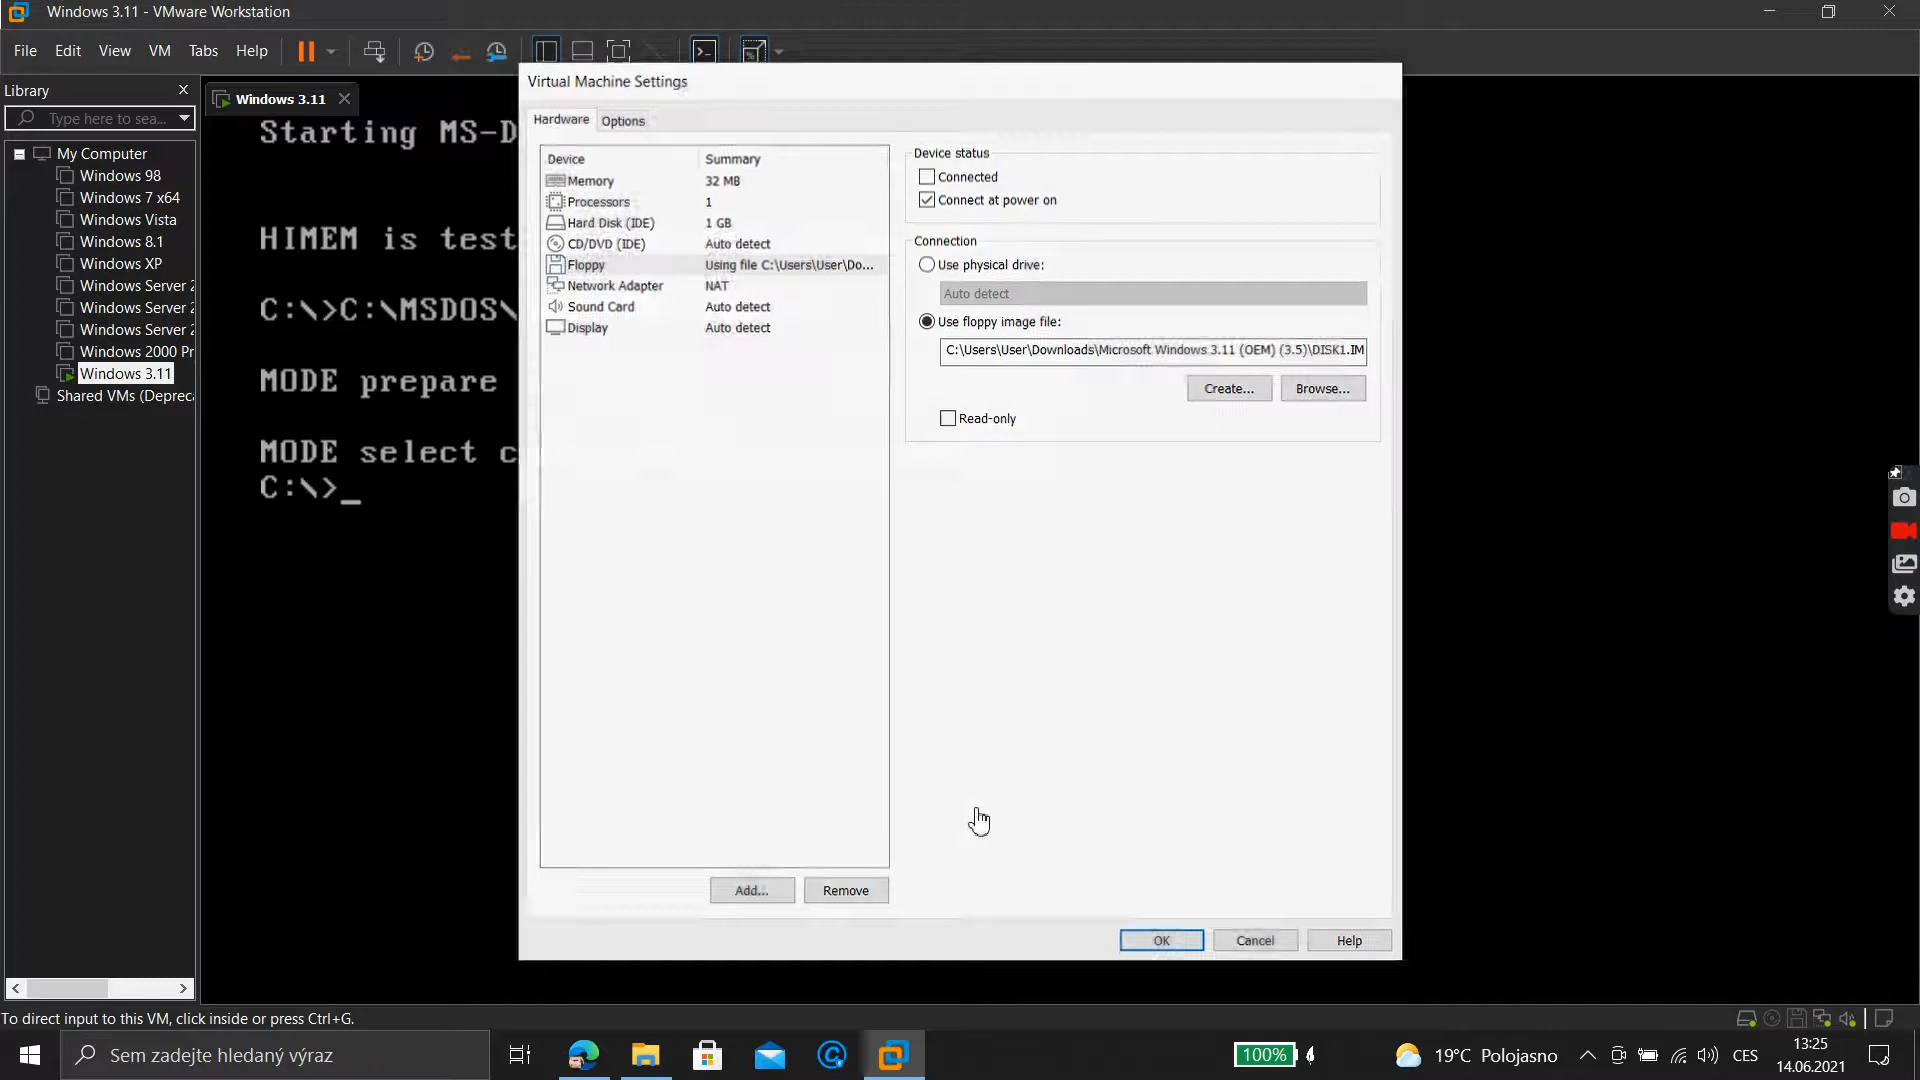 Windows 3.11 - VMware Workstation
File Edit View VM Tabs Help
Library
Type here to sea...
My Computer
Windows 98
Windows 7 x64
Windows Vista
Windows 8.1
Windows XP
Windows Server 2
Windows Server 2
Windows Server 2
Windows 2000 Pr
Windows 3.11
Shared VMs (Depreca
Windows 3.11
Starting MS-D
HIMEM is test
C:\>C:\MSDOS\
MODE prepare
MODE select c
C:\>_
Virtual Machine Settings
Hardware Options
Device Summary
Memory 32 MB
Processors 1
Hard Disk (IDE) 1 GB
CD/DVD (IDE) Auto detect
Floppy Using file C:\Users\User\Do...
Network Adapter NAT
Sound Card Auto detect
Display Auto detect
Add... Remove
Device status
Connected
Connect at power on
Connection
Use physical drive:
Auto detect
Use floppy image file:
C:\Users\User\Downloads\Microsoft Windows 3.11 (OEM) (3.5)\DISK1.IM
Create... Browse...
Read-only
OK Cancel Help
To direct input to this VM, click inside or press Ctrl+G.
Sem zadejte hledaný výraz
100%
19°C Polojasno
CES
13:25
14.06.2021